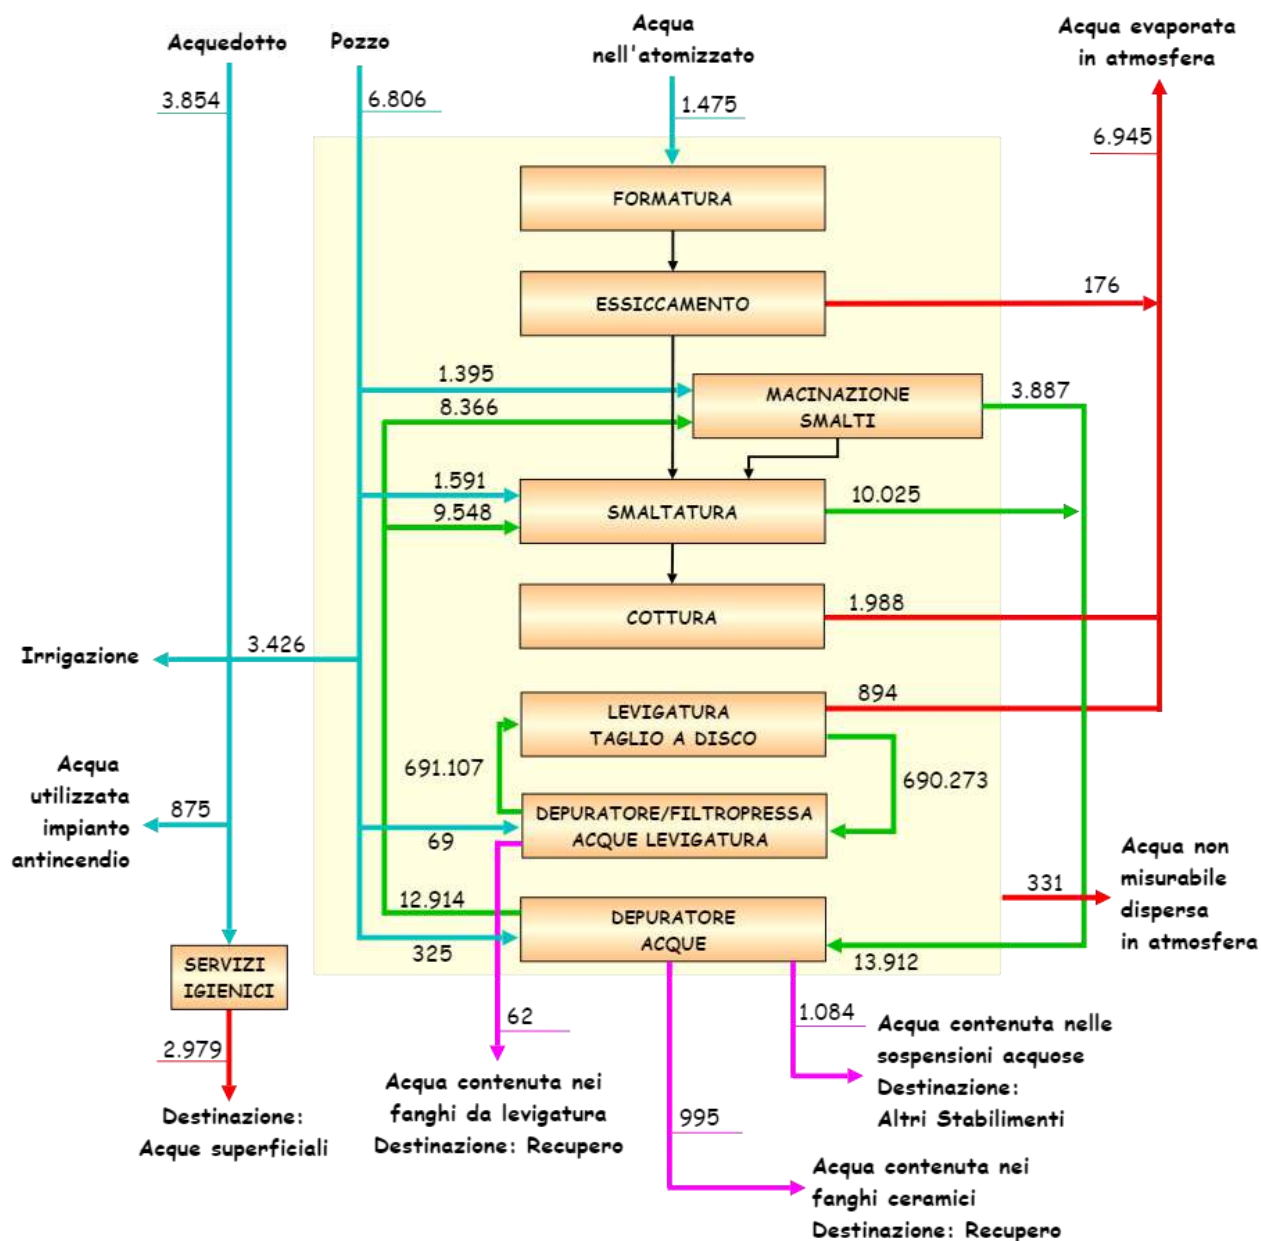 Acquedotto
Pozzo
Acqua
nell'atomizzato
Acqua evaporata
in atmosfera
3.854
6.806
1.475
6.945
FORMATURA
ESSICCAMENTO
176
1.395
8.366
MACINAZIONE
SMALTI
3.887
1.591
9.548
SMALTATURA
10.025
COTTURA
1.988
Irrigazione
3.426
LEVIGATURA
TAGLIO A DISCO
894
691.107
690.273
Acqua
utilizzata
impianto
antincendio
875
DEPURATORE/FILTROPRESSA
ACQUE LEVIGATURA
69
331
Acqua non
misurabile
dispersa
in atmosfera
12.914
DEPURATORE
ACQUE
325
13.912
SERVIZI
IGIENICI
2.979
Destinazione:
Acque superficiali
62
Acqua contenuta nei
fanghi da levigatura
Destinazione: Recupero
1.084
Acqua contenuta nelle
sospensioni acquose
Destinazione:
Altri Stabilimenti
995
Acqua contenuta nei
fanghi ceramici
Destinazione: Recupero